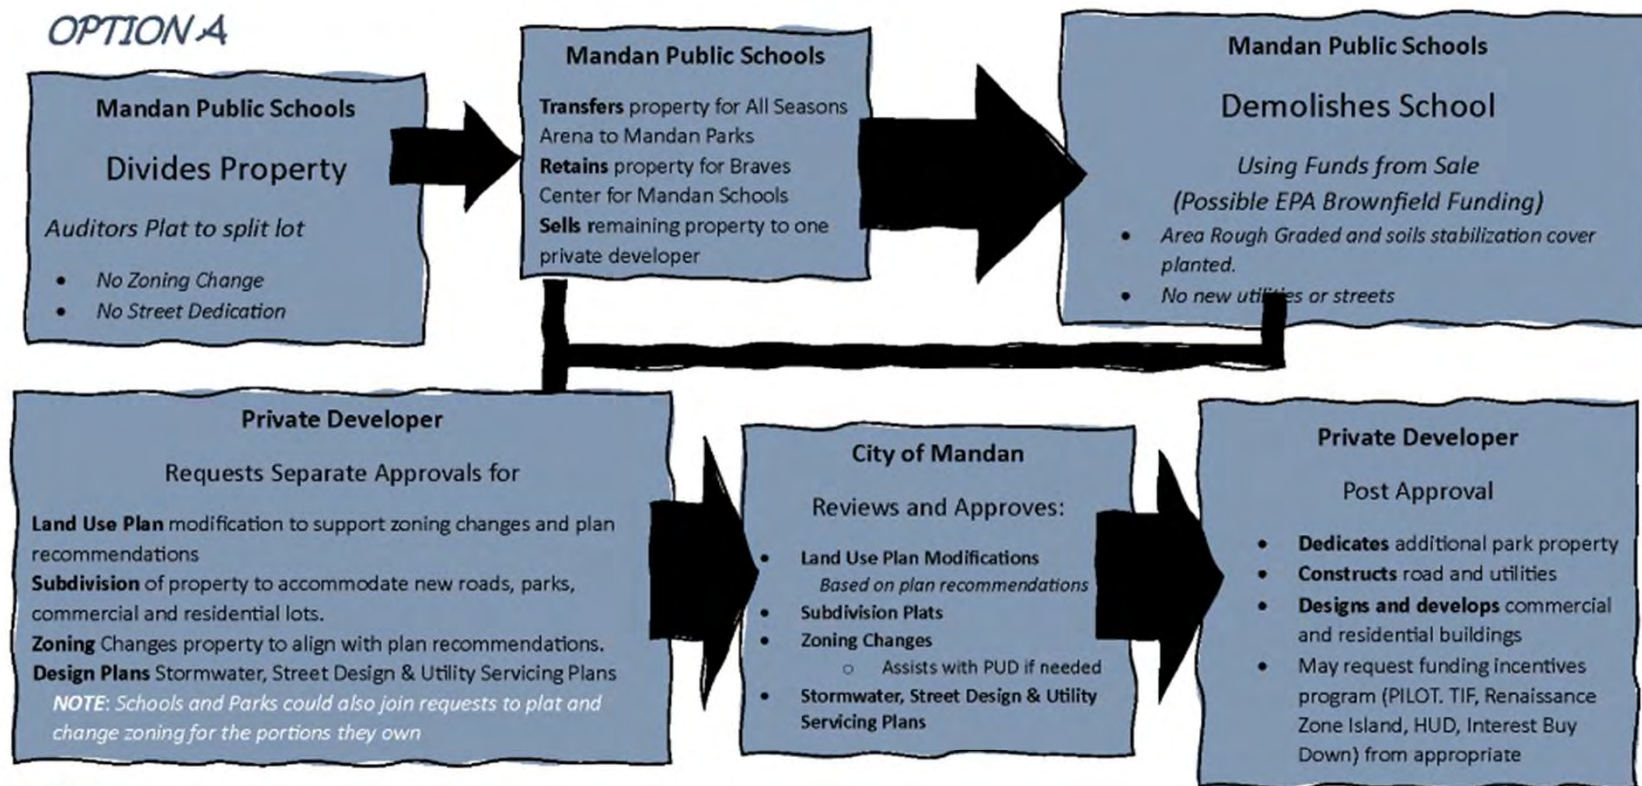 OPTION A
Mandan Public Schools
Divides Property
Auditors Plat to split lot
• No Zoning Change
• No Street Dedication
Mandan Public Schools
Transfers property for All Seasons
Arena to Mandan Parks
Retains property for Braves
Center for Mandan Schools
Sells remaining property to one
private developer
Mandan Public Schools
Demolishes School
Using Funds from Sale
(Possible EPA Brownfield Funding)
• Area Rough Graded and soils stabilization cover
planted.
• No new utilities or streets
Private Developer
Requests Separate Approvals for
Land Use Plan modification to support zoning changes and plan
recommendations
Subdivision of property to accommodate new roads, parks,
commercial and residential lots.
Zoning Changes property to align with plan recommendations.
Design Plans Stormwater, Street Design & Utility Servicing Plans
NOTE: Schools and Parks could also join requests to plat and
change zoning for the portions they own
City of Mandan
Reviews and Approves:
• Land Use Plan Modifications
Based on plan recommendations
• Subdivision Plats
• Zoning Changes
○ Assists with PUD if needed
• Stormwater, Street Design & Utility
Servicing Plans
Private Developer
Post Approval
• Dedicates additional park property
• Constructs road and utilities
• Designs and develops commercial
and residential buildings
• May request funding incentives
program (PILOT. TIF, Renaissance
Zone Island, HUD, Interest Buy
Down) from appropriate